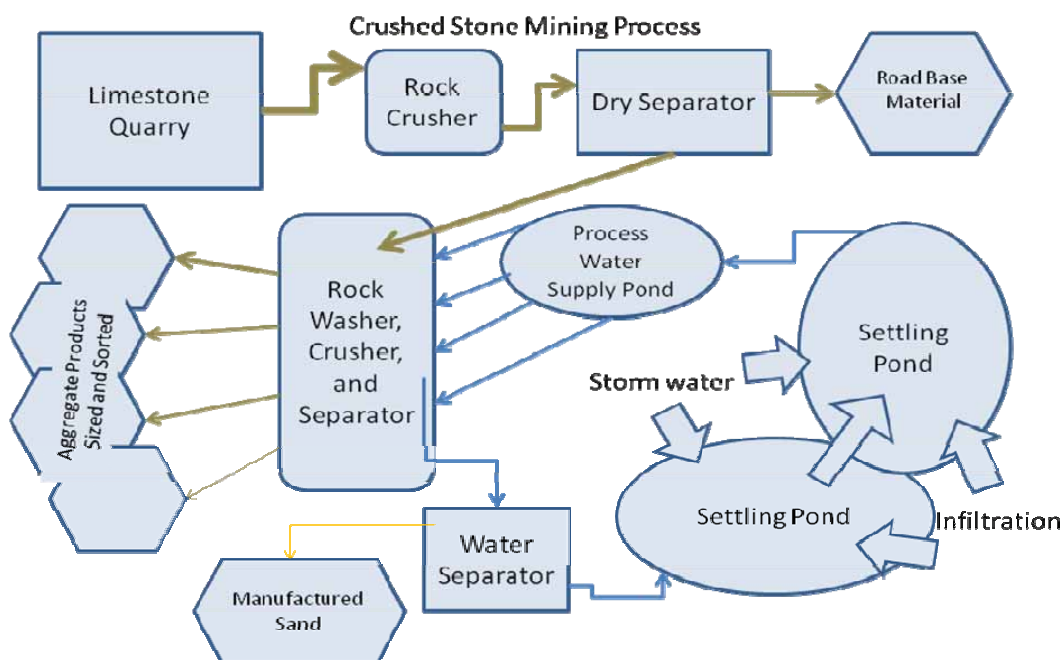 Crushed Stone Mining Process
Limestone
Quarry
Rock
Crusher
Dry Separator
Road Base
Material
Process
Water
Supply Pond
Rock
Washer,
Crusher,
and
Separator
Aggregate Products
Sized and Sorted
Settling
Pond
Storm water
Settling Pond
Infiltration
Water
Separator
Manufactured
Sand